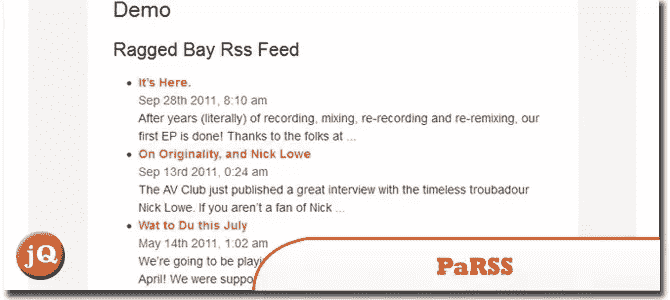 Demo
Ragged Bay Rss Feed
It's Here.
Sep 28th 2011, 8:10 am
After years (literally) of recording, mixing, re-recording and re-remixing, our
first EP is done! Thanks to the folks at ...
On Originality, and Nick Lowe
Sep 13rd 2011, 0:24 am
The AV Club just published a great interview with the timeless troubadour
Nick Lowe. If you aren't a fan of Nick ...
Wat to Du this July
May 14th 2011, 1:02 am
We're going to be
April! We were
jQ
PaRSS